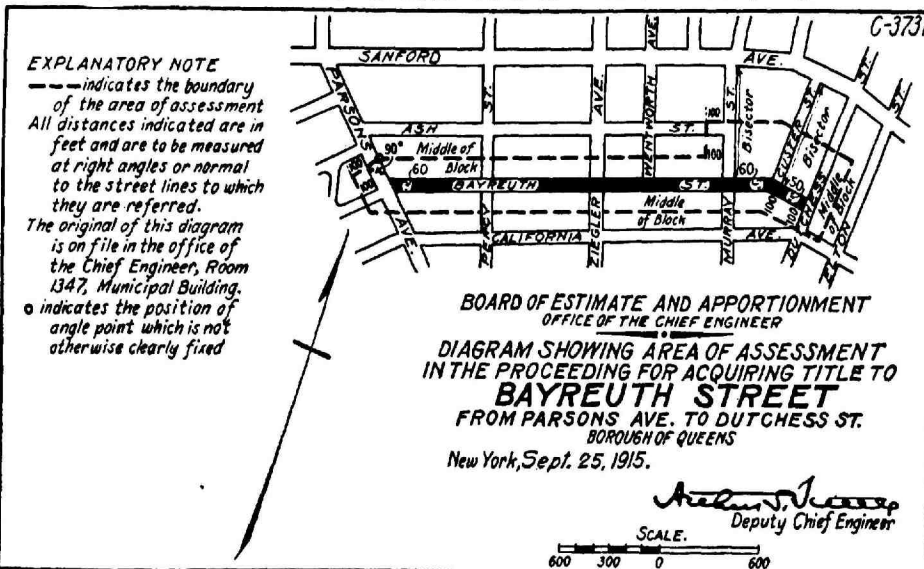 C-373
EXPLANATORY NOTE
indicates the boundary
of the area of assessment
All distances indicated are in
feet and are to be measured
at right angles or normal
to the street lines to which
they are referred.
The original of this diagram
is on file in the office of
the Chief Engineer, Room
1347, Municipal Building.
indicates the position of
angle point which is not
otherwise clearly fixed
SANFORD AVE.
PARSONS AVE.
ST.
AVE.
WENTWORTH AVE.
MURRAY ST.
Bisector
CUSTER ST.
Bisector
ST.
ASH ST.
90° Middle of
Block
100
100
60
60
50
BAYREUTH ST.
Middle
of Block
100
100
Middle
of Block
CALIFORNIA AVE.
PERCY
ZIEGLER
MURRAY
ELTON
BOARD OF ESTIMATE AND APPORTIONMENT
OFFICE OF THE CHIEF ENGINEER
DIAGRAM SHOWING AREA OF ASSESSMENT
IN THE PROCEEDING FOR ACQUIRING TITLE TO
BAYREUTH STREET
FROM PARSONS AVE. TO DUTCHESS ST.
BOROUGH OF QUEENS
New York, Sept. 25, 1915.
Deputy Chief Engineer
SCALE.
600 300 0 600